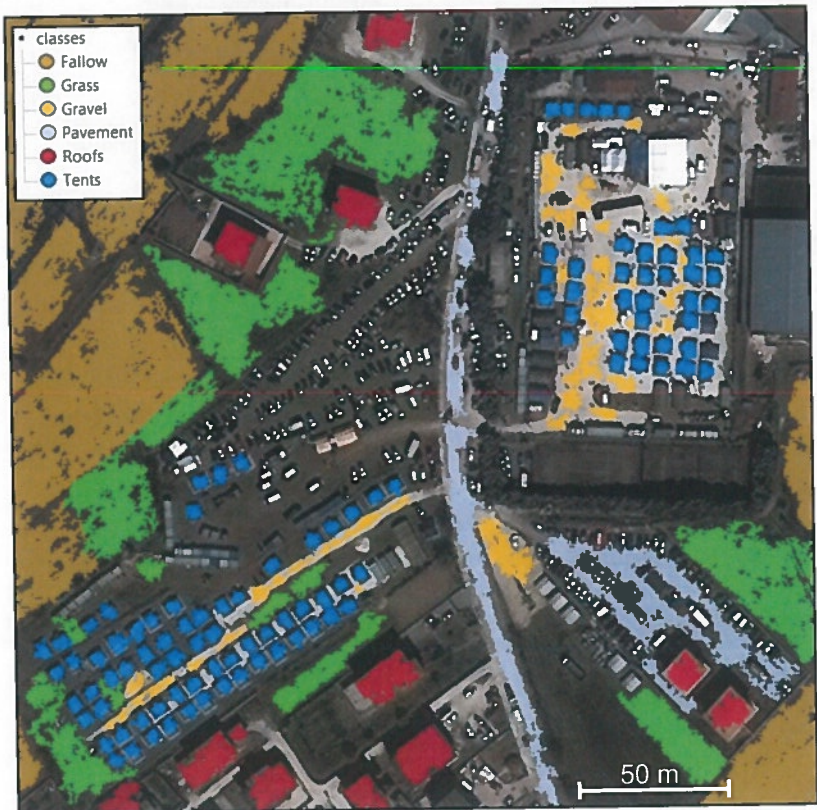 classes
Fallow
Grass
Gravel
Pavement
Roofs
Tents
50 m